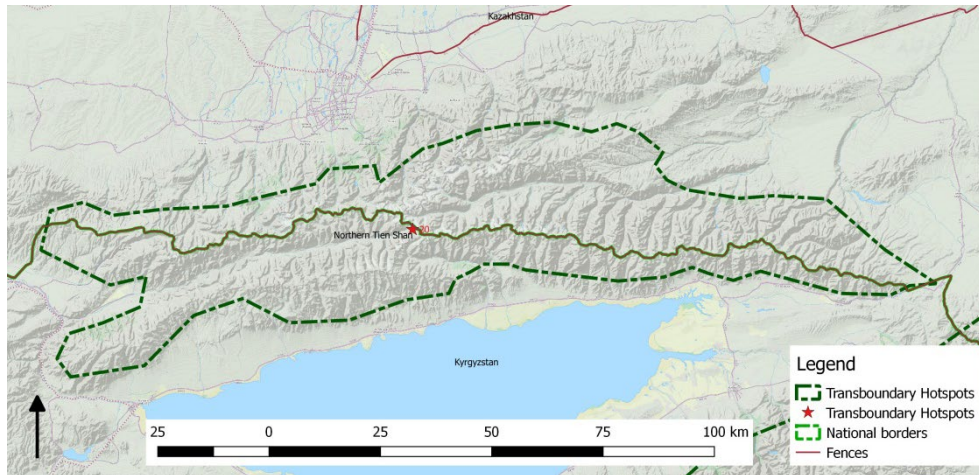 Kazakhstan
Northern Tien Shan
20
Kyrgyzstan
Legend
Transboundary Hotspots
Transboundary Hotspots
National borders
Fences
25 0 25 50 75 100 km